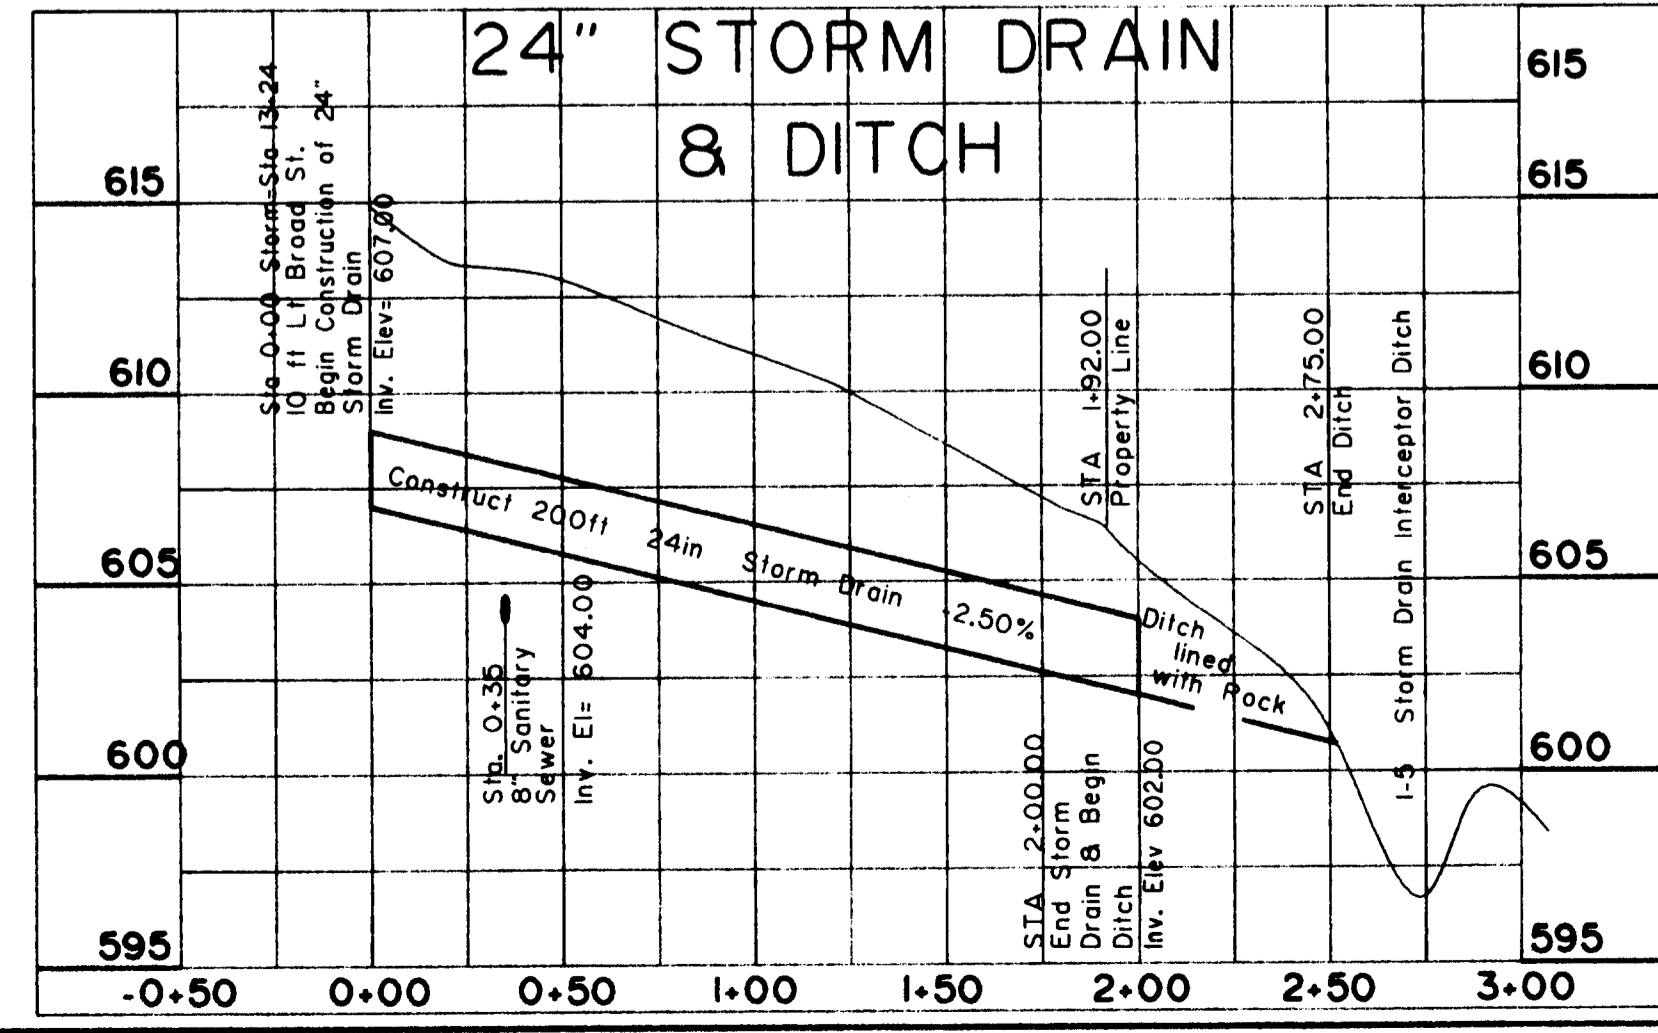 24" STORM DRAIN
& DITCH
615
615
615
610
610
605
605
600
600
595
595
Sta 0+00 Storm=Sta 13+24
10 ft Lt Broad St.
Begin Construction of 24"
Storm Drain
Inv. Elev= 607.00
STA 1+92.00
Property Line
STA 2+75.00
End Ditch
I-5 Storm Drain Interceptor Ditch
Construct 200ft 24in Storm Drain -2.50%
Ditch
lined
with Rock
Sta. 0+35
8" Sanitary
Sewer
Inv. El= 604.00
STA 2+00.00
End Storm
Drain & Begin
Ditch
Inv. Elev 602.00
-0+50 0+00 0+50 1+00 1+50 2+00 2+50 3+00